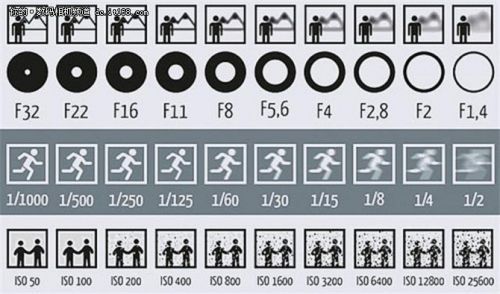 F32 F22 F16 F11 F8 F5,6 F4 F2,8 F2 F1,4
1/1000 1/500 1/250 1/125 1/60 1/30 1/15 1/8 1/4 1/2
ISO 50 ISO 100 ISO 200 ISO 400 ISO 800 ISO 1600 ISO 3200 ISO 6400 ISO 12800 ISO 25600